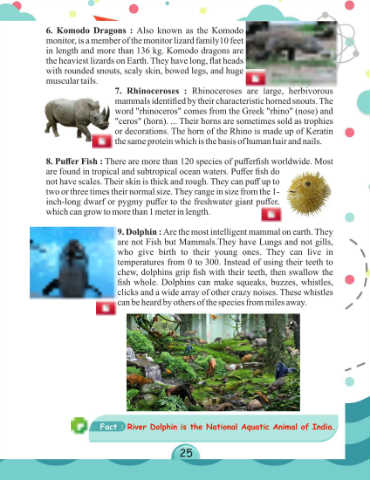 6. Komodo Dragons : Also known as the Komodo
monitor, is a member of the monitor lizard family 10 feet
in length and more than 136 kg. Komodo dragons are
the heaviest lizards on Earth. They have long, flat heads
with rounded snouts, scaly skin, bowed legs, and huge
muscular tails.
7. Rhinoceroses : Rhinoceroses are large, herbivorous
mammals identified by their characteristic horned snouts. The
word "rhinoceros" comes from the Greek "rhino" (nose) and
"ceros" (horn). ... Their horns are sometimes sold as trophies
or decorations. The horn of the Rhino is made up of Keratin
the same protein which is the basis of human hair and nails.
8. Puffer Fish : There are more than 120 species of pufferfish worldwide. Most
are found in tropical and subtropical ocean waters. Puffer fish do
not have scales. Their skin is thick and rough. They can puff up to
two or three times their normal size. They range in size from the 1-
inch-long dwarf or pygmy puffer to the freshwater giant puffer,
which can grow to more than 1 meter in length.
9. Dolphin : Are the most intelligent mammal on earth. They
are not Fish but Mammals.They have Lungs and not gills,
who give birth to their young ones. They can live in
temperatures from 0 to 300. Instead of using their teeth to
chew, dolphins grip fish with their teeth, then swallow the
fish whole. Dolphins can make squeaks, buzzes, whistles,
clicks and a wide array of other crazy noises. These whistles
can be heard by others of the species from miles away.
Fact : River Dolphin is the National Aquatic Animal of India.
25